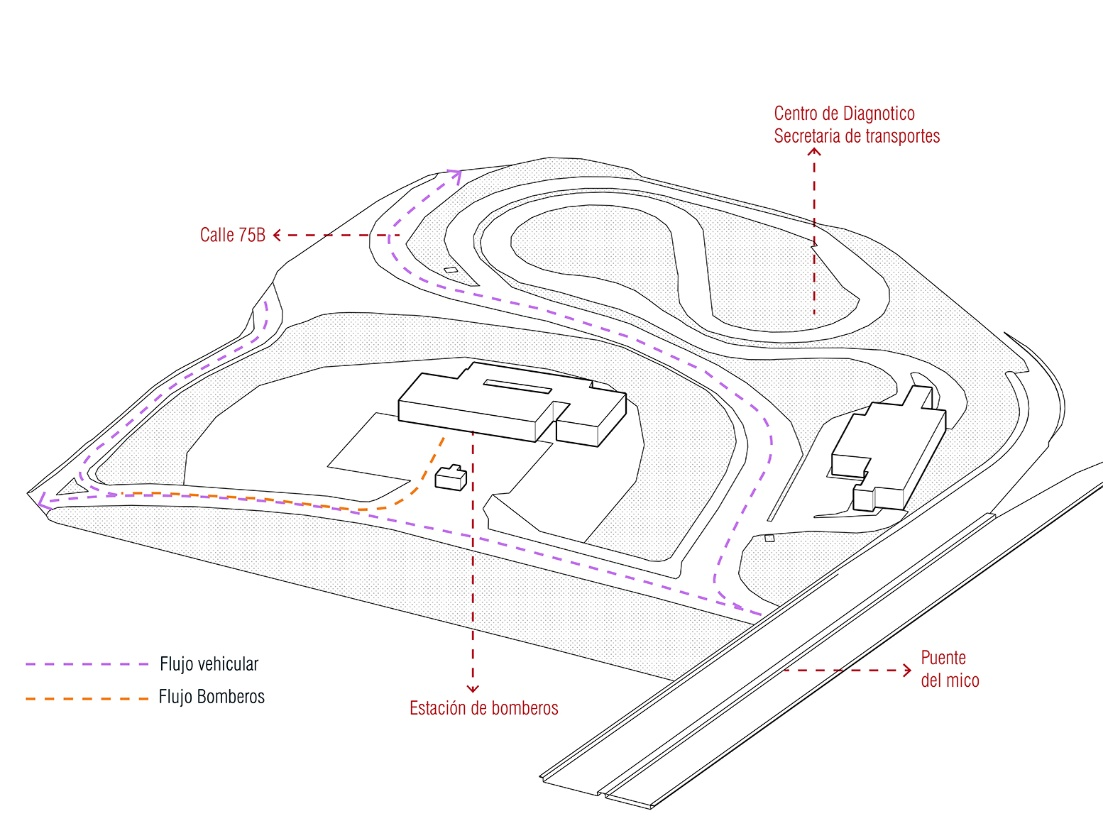 Centro de Diagnotico
Secretaria de transportes
Calle 75B
Puente
del mico
Flujo vehicular
Flujo Bomberos
Estación de bomberos